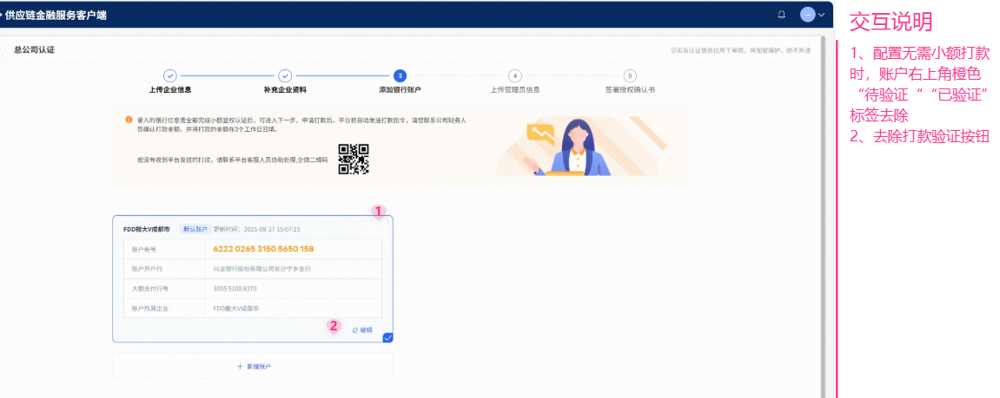 供应链金融服务客户端
总公司认证
实名认证信息仅用于审核，将加密保护，绝不外泄
3 4 5
上传企业信息 补充企业资料 添加银行账户 上传管理员信息 签署授权确认书
录入的银行信息需全部完成小额鉴权认证后，可进入下一步。申请打款后，平台将自动发送打款指令，请您联系公司财务人
员确认打款金额，并将打款的金额在3个工作日回填。
若没有收到平台发送的打款，请联系平台客服人员协助处理,企微二维码
1
FDD撤大V成都市 默认账户 更新时间：2025-08-27 15:07:15
账户帐号 6222 0265 3150 5650 158
账户开户行 兴业银行股份有限公司长沙宁乡支行
大额支付行号 3095 5100 8370
账户所属企业 FDD撤大V成都市
2
编辑
+ 新增账户
交互说明
1、配置无需小额打款
时，账户右上角橙色
“待验证“ “已验证”
标签去除
2、去除打款验证按钮